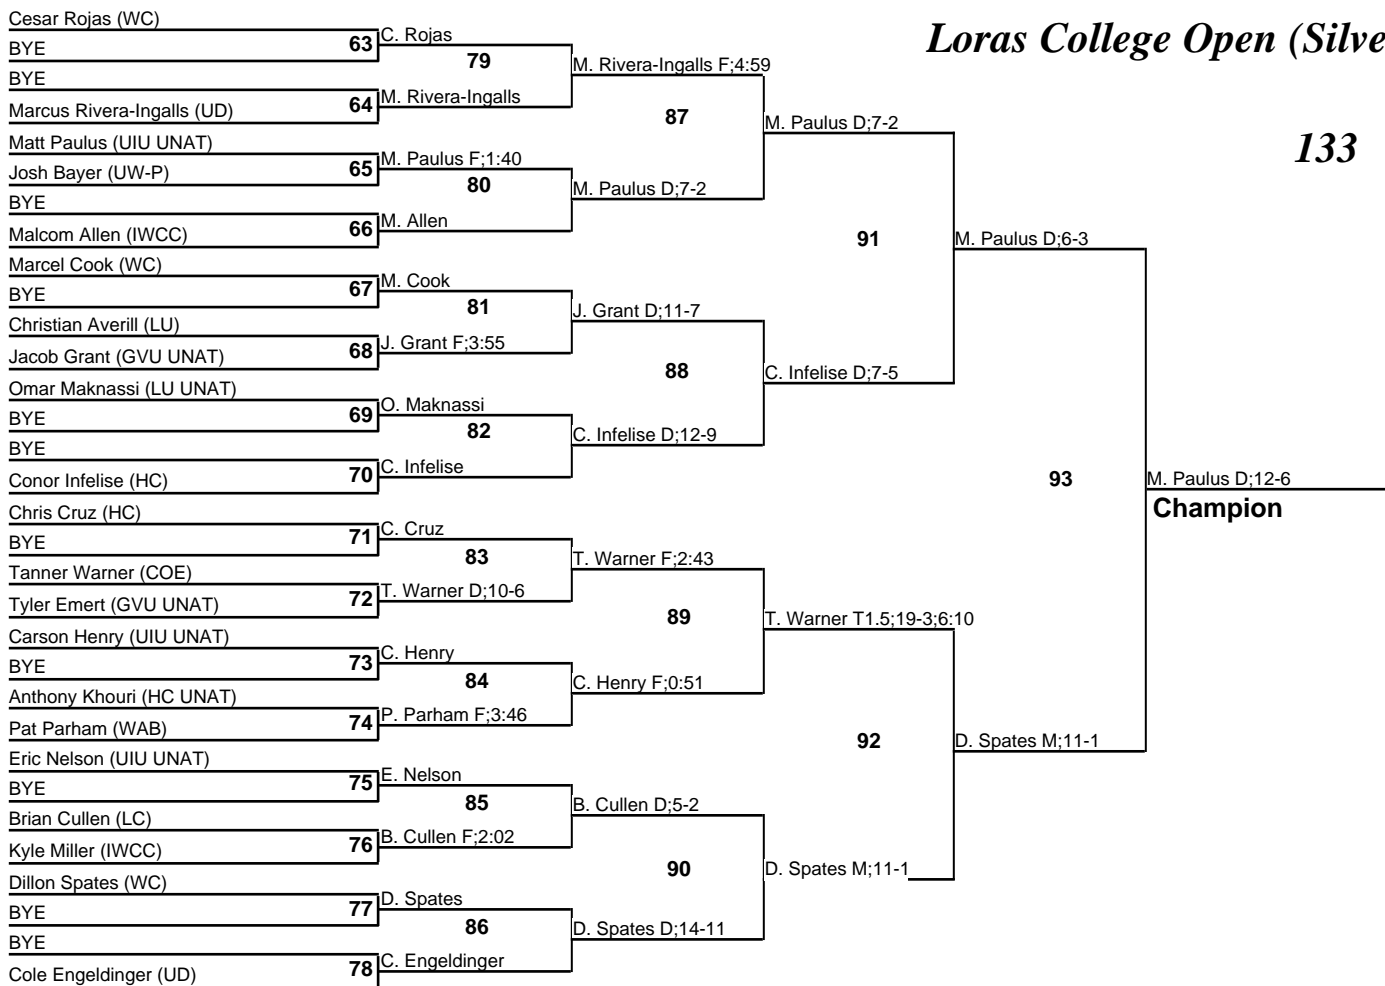 Loras College Open (Silve
133
Cesar Rojas (WC)
BYE
BYE
Marcus Rivera-Ingalls (UD)
Matt Paulus (UIU UNAT)
Josh Bayer (UW-P)
BYE
Malcom Allen (IWCC)
Marcel Cook (WC)
BYE
Christian Averill (LU)
Jacob Grant (GVU UNAT)
Omar Maknassi (LU UNAT)
BYE
BYE
Conor Infelise (HC)
Chris Cruz (HC)
BYE
Tanner Warner (COE)
Tyler Emert (GVU UNAT)
Carson Henry (UIU UNAT)
BYE
Anthony Khouri (HC UNAT)
Pat Parham (WAB)
Eric Nelson (UIU UNAT)
BYE
Brian Cullen (LC)
Kyle Miller (IWCC)
Dillon Spates (WC)
BYE
BYE
Cole Engeldinger (UD)
63
64
65
66
67
68
69
70
71
72
73
74
75
76
77
78
C. Rojas
M. Rivera-Ingalls
M. Paulus F;1:40
M. Allen
M. Cook
J. Grant F;3:55
O. Maknassi
C. Infelise
C. Cruz
T. Warner D;10-6
C. Henry
P. Parham F;3:46
E. Nelson
B. Cullen F;2:02
D. Spates
C. Engeldinger
79
80
81
82
83
84
85
86
M. Rivera-Ingalls F;4:59
M. Paulus D;7-2
J. Grant D;11-7
C. Infelise D;12-9
T. Warner F;2:43
C. Henry F;0:51
B. Cullen D;5-2
D. Spates D;14-11
87
88
89
90
M. Paulus D;7-2
C. Infelise D;7-5
T. Warner T1.5;19-3;6:10
D. Spates M;11-1
91
92
M. Paulus D;6-3
D. Spates M;11-1
93
M. Paulus D;12-6
Champion